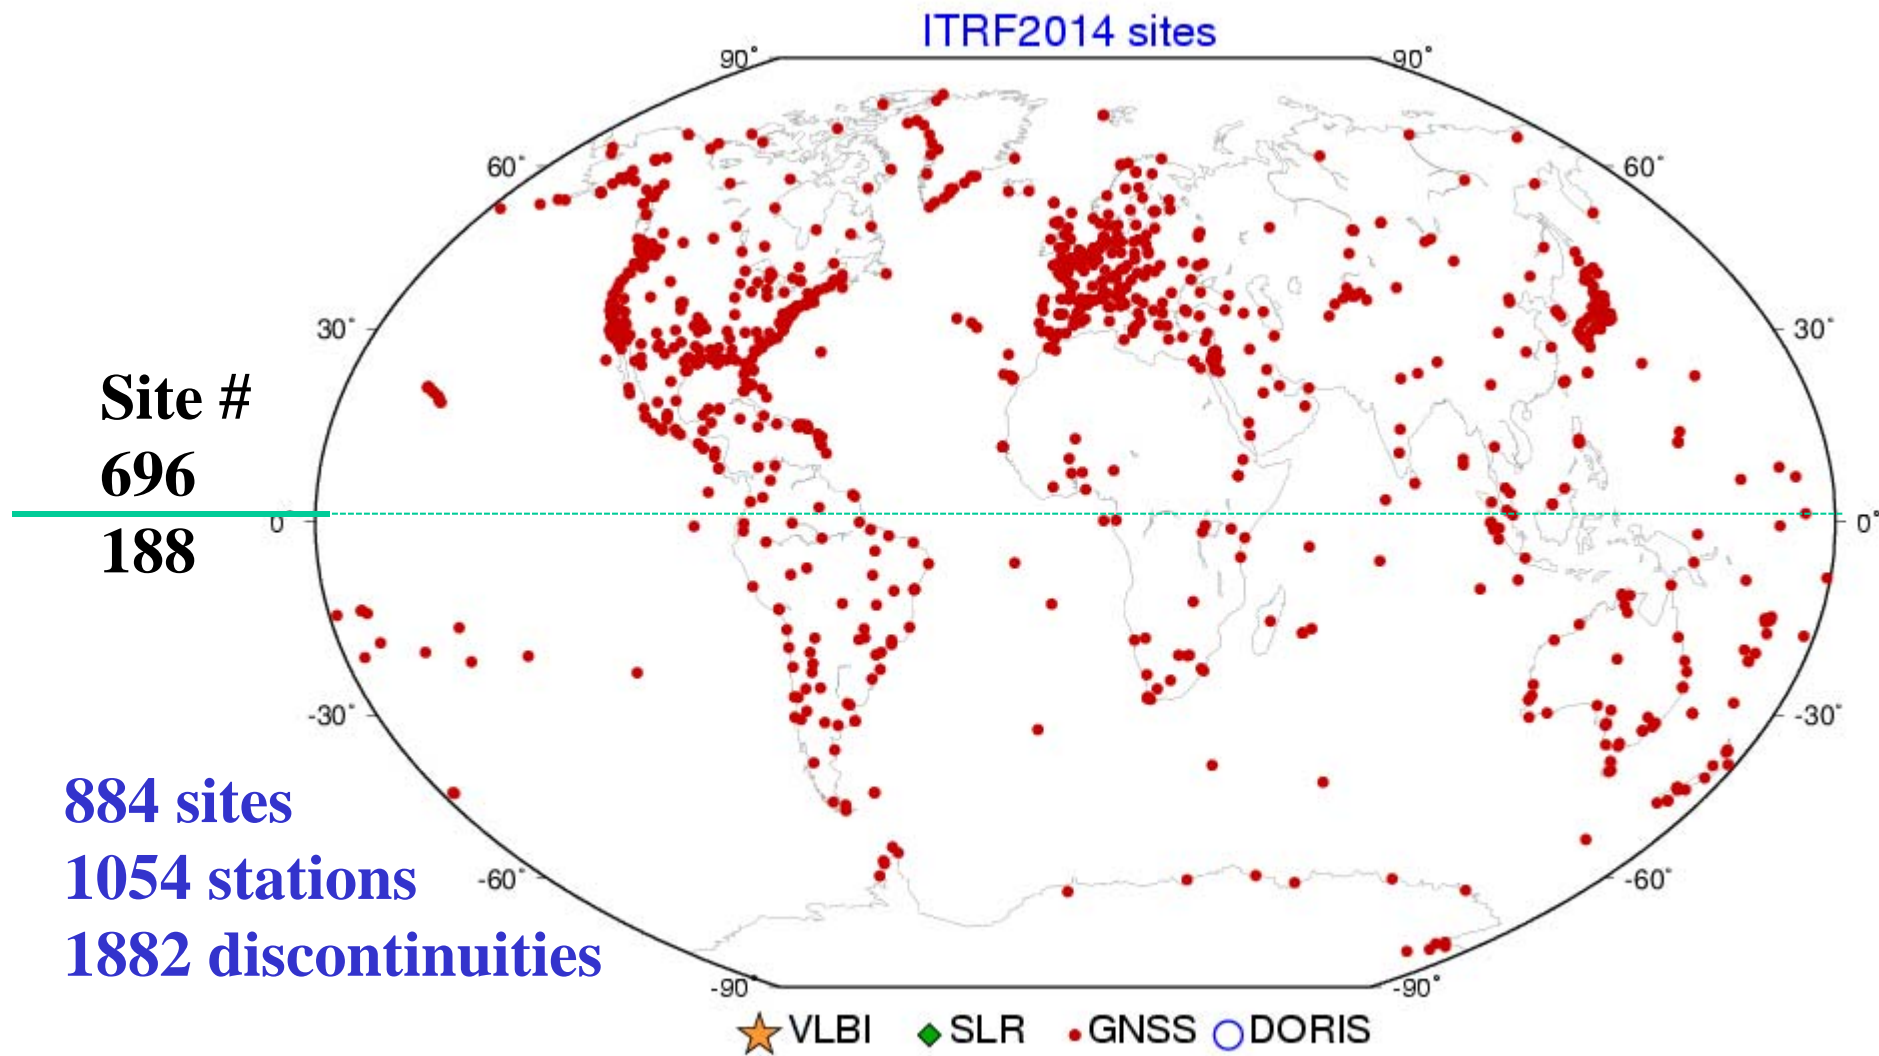 ITRF2014 sites
90˚ 90˚
60˚ 60˚
30˚ 30˚
Site #
696
0˚ 0˚
188
-30˚ -30˚
884 sites
1054 stations
-60˚ -60˚
1882 discontinuities
-90˚ -90˚
VLBI SLR GNSS DORIS